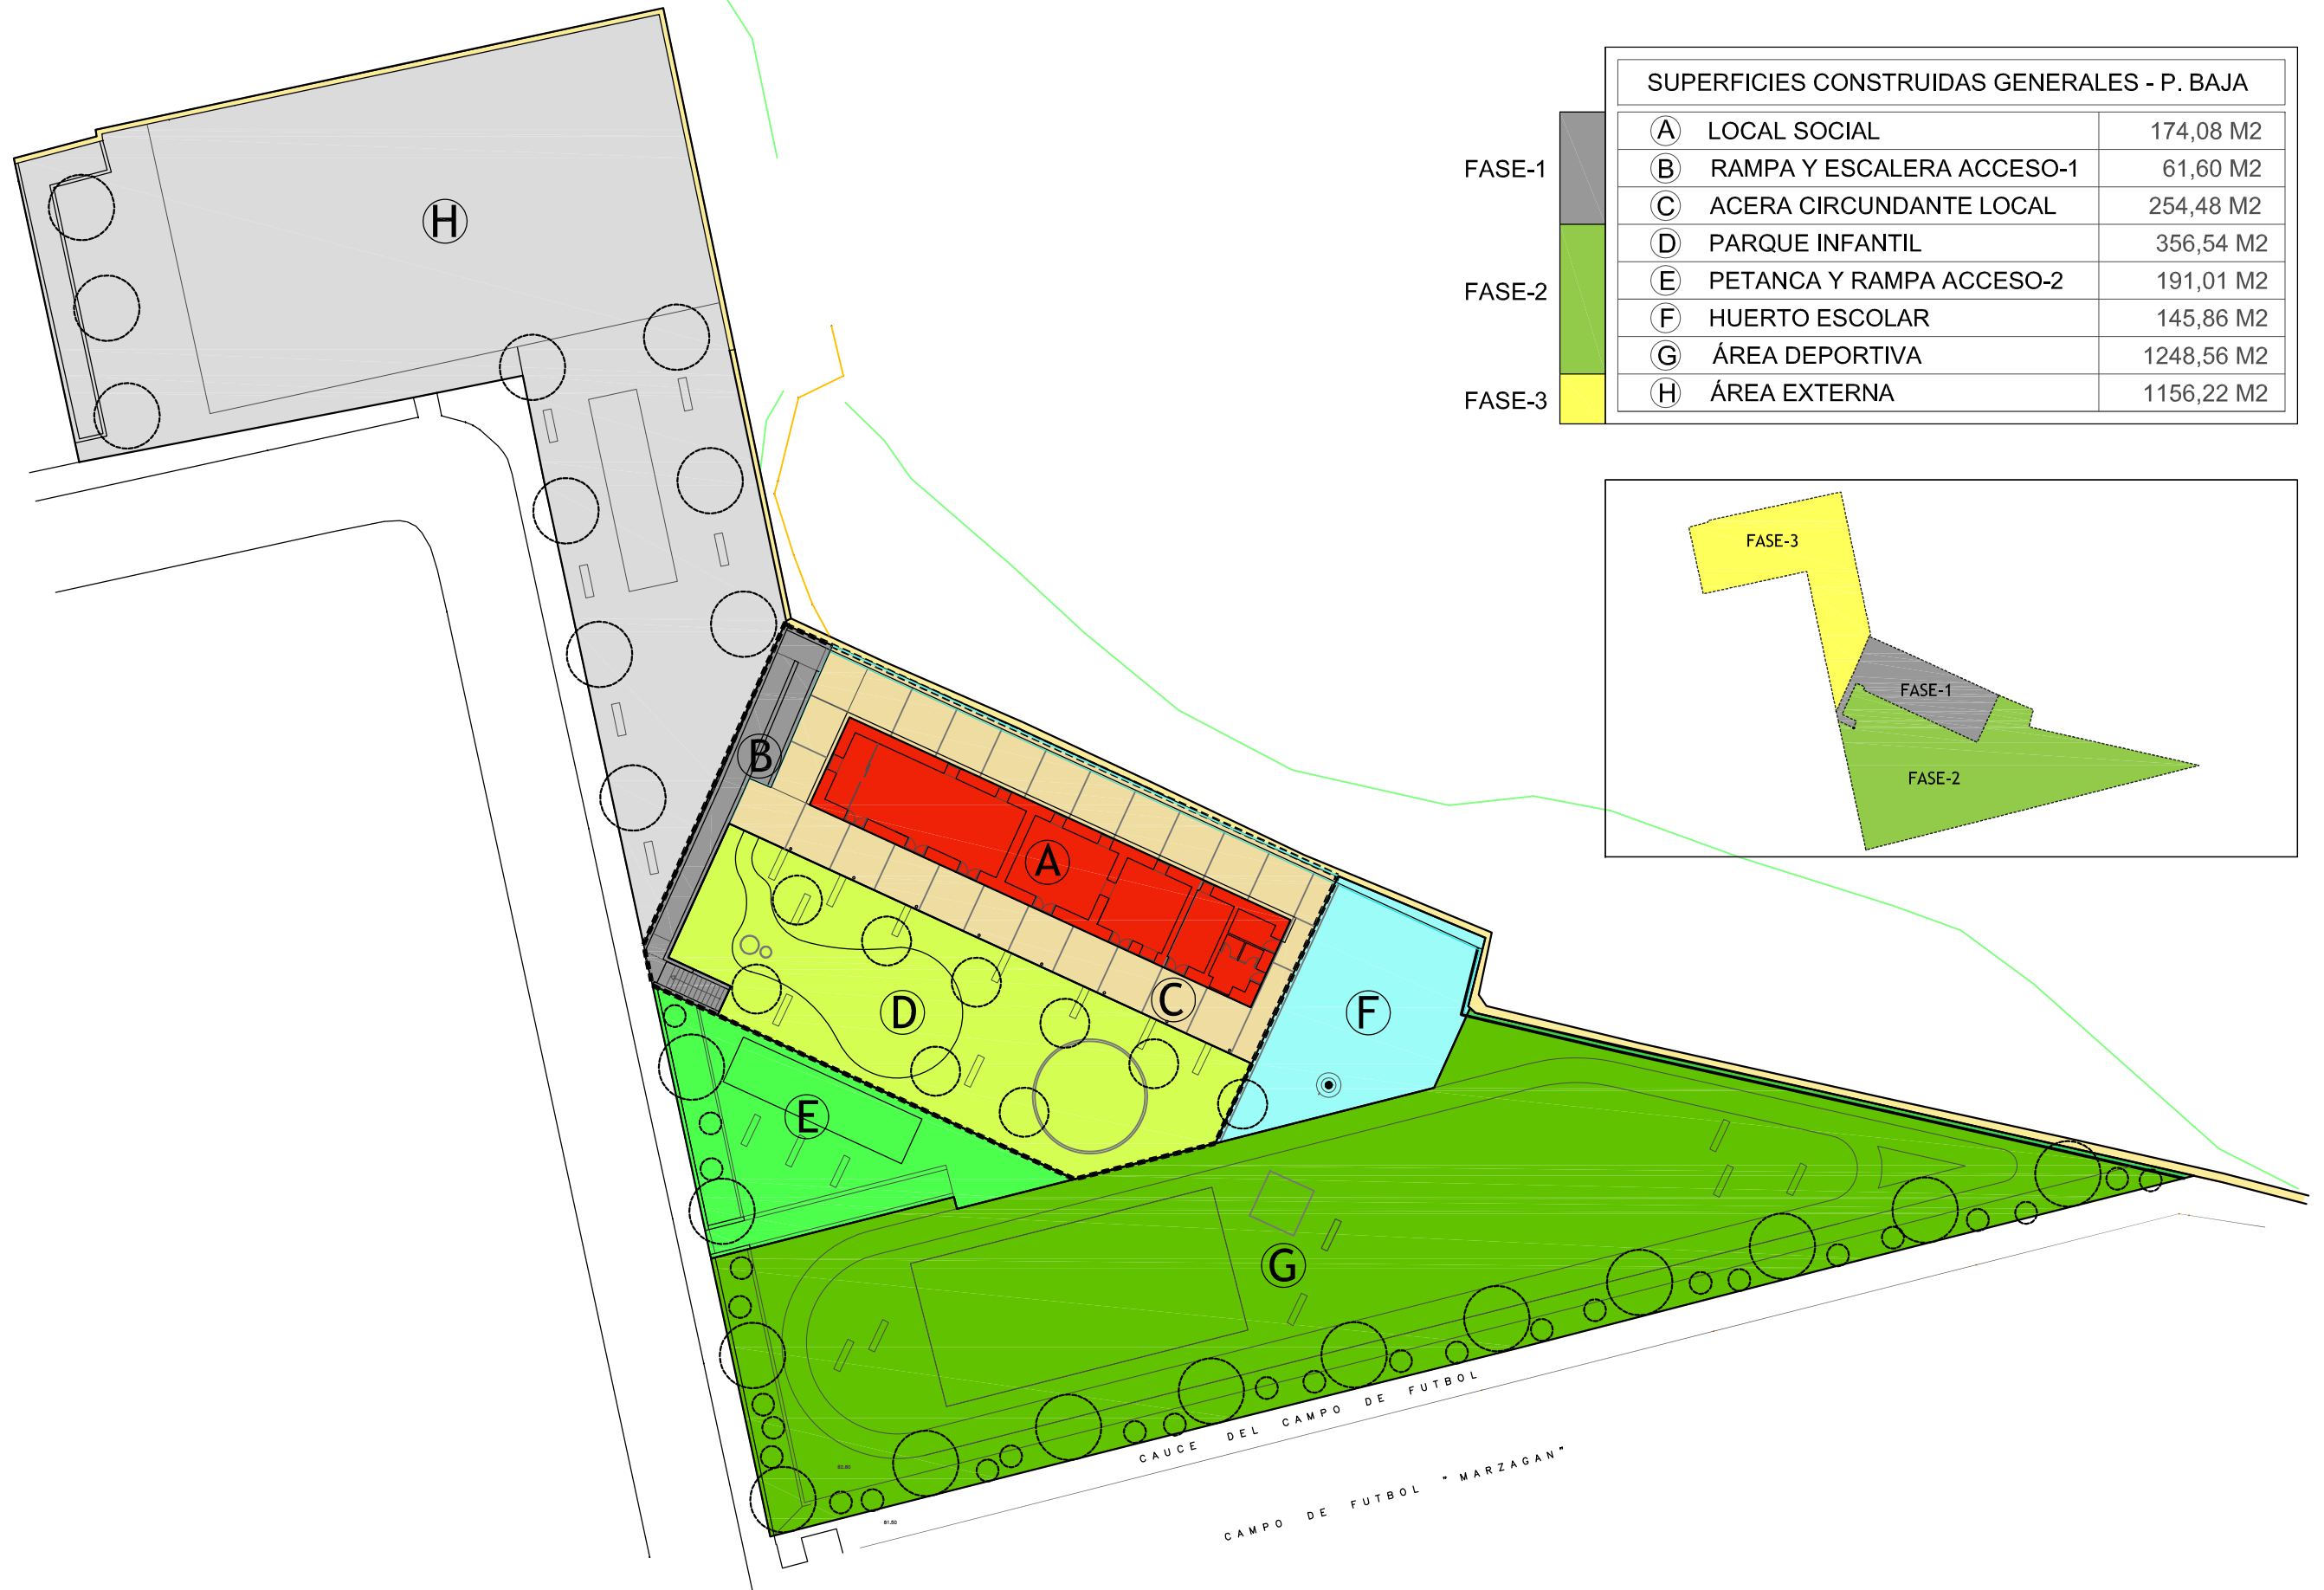 SUPERFICIES CONSTRUIDAS GENERALES - P. BAJA
A LOCAL SOCIAL 174,08 M2
B RAMPA Y ESCALERA ACCESO-1 61,60 M2
C ACERA CIRCUNDANTE LOCAL 254,48 M2
D PARQUE INFANTIL 356,54 M2
E PETANCA Y RAMPA ACCESO-2 191,01 M2
F HUERTO ESCOLAR 145,86 M2
G ÁREA DEPORTIVA 1248,56 M2
H ÁREA EXTERNA 1156,22 M2
FASE-1
FASE-2
FASE-3
FASE-3
FASE-1
FASE-2
H
B
A
C
D
F
E
G
CAUCE DEL CAMPO DE FUTBOL
CAMPO DE FUTBOL "MARZAGAN"